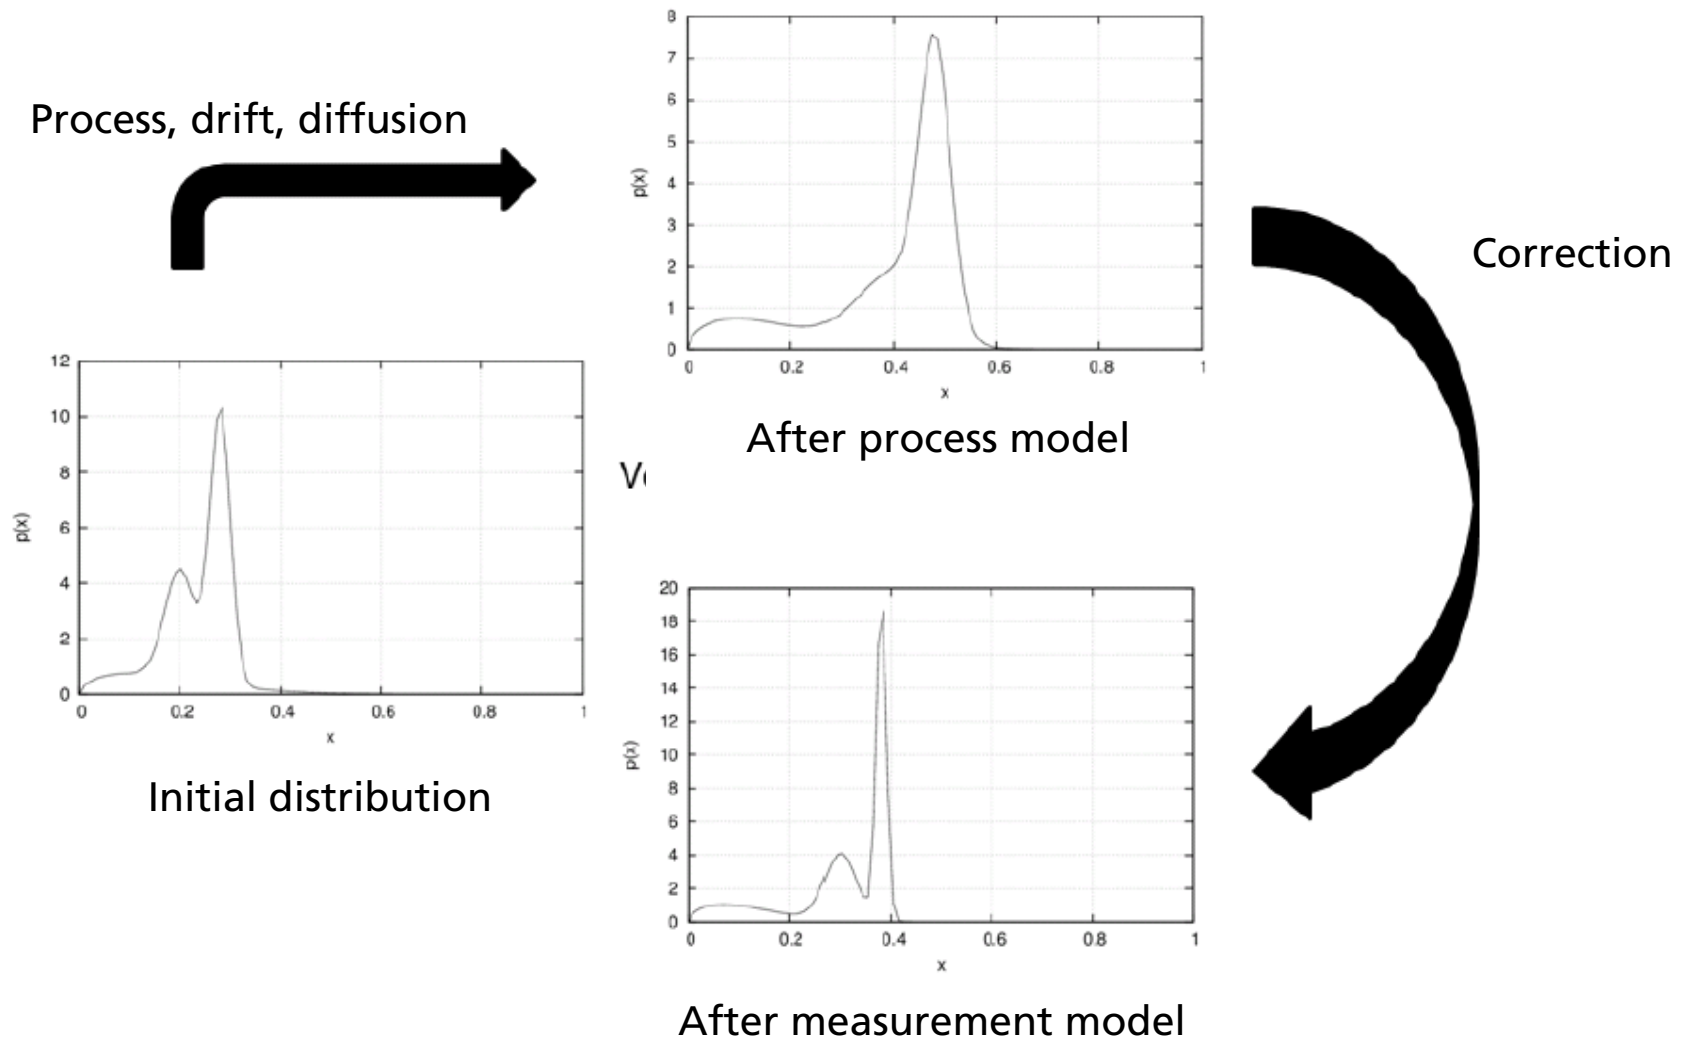 Process, drift, diffusion
8
7
6
5
4
3
2
1
0
p(x)
0 0.2 0.4 0.6 0.8 1
x
After process model
Correction
12
10
8
6
4
2
0
p(x)
0 0.2 0.4 0.6 0.8 1
x
Initial distribution
20
18
16
14
12
10
8
6
4
2
0
p(x)
0 0.2 0.4 0.6 0.8 1
x
After measurement model